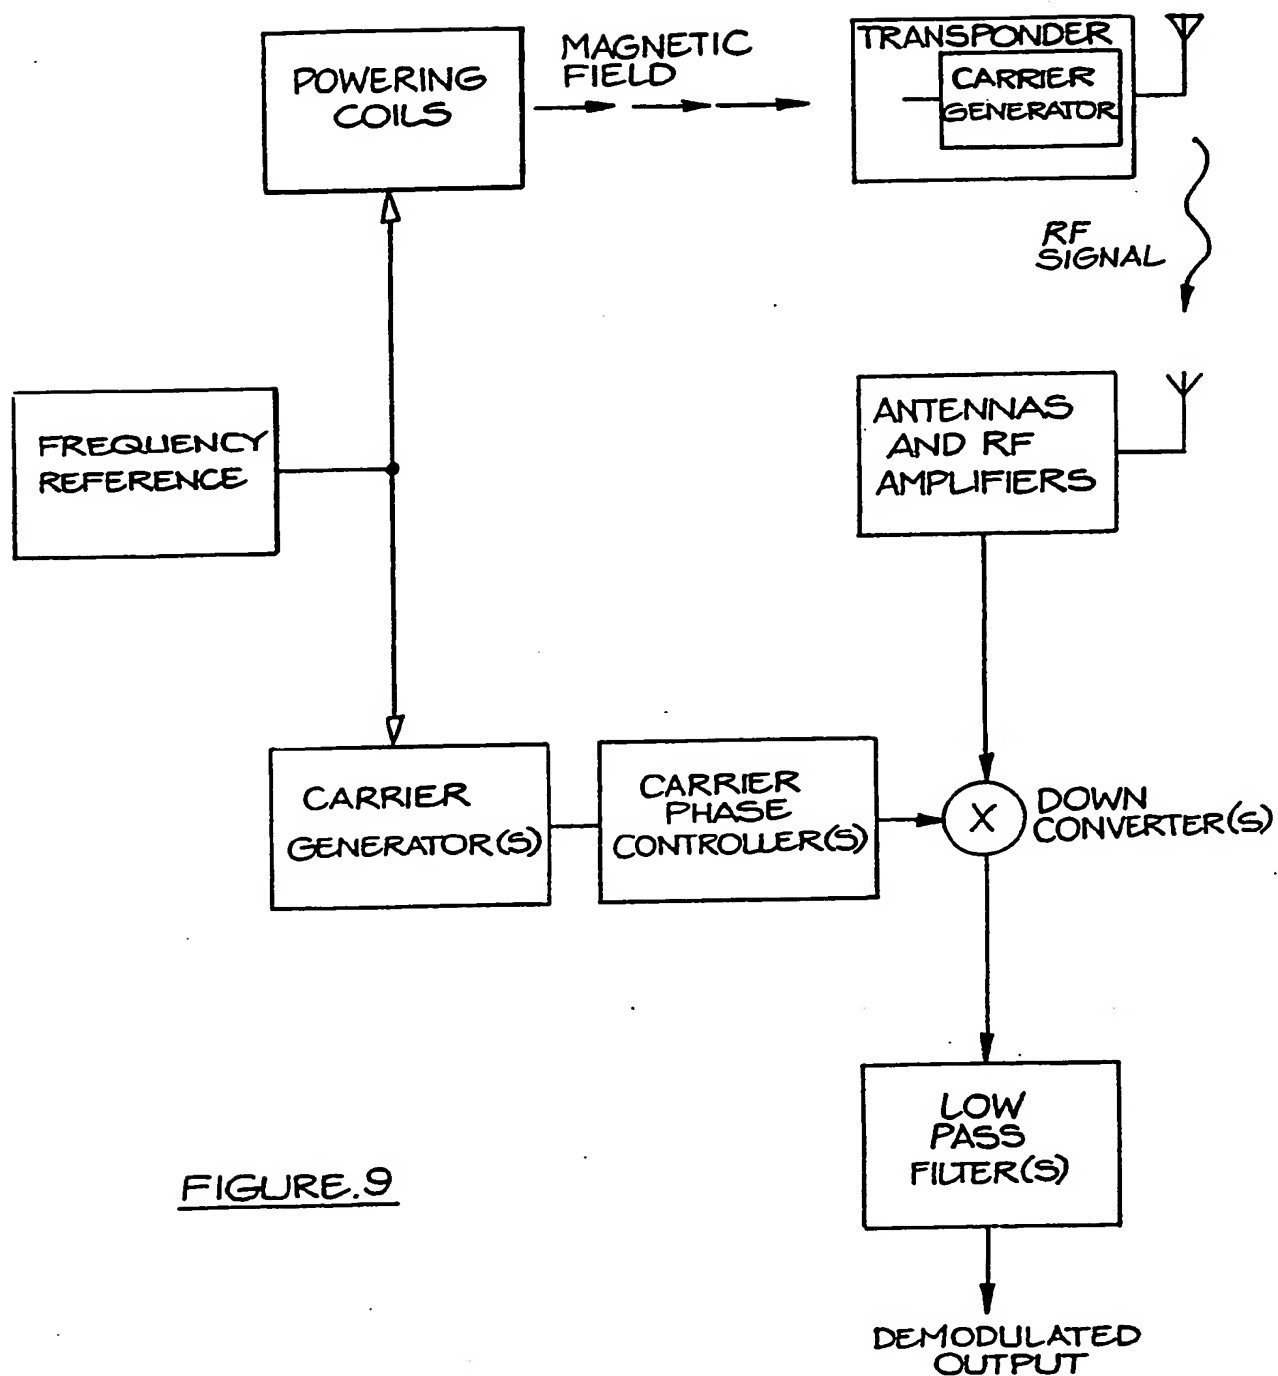 POWERING
COILS
MAGNETIC
FIELD
TRANSPONDER
CARRIER
GENERATOR
RF
SIGNAL
FREQUENCY
REFERENCE
ANTENNAS
AND RF
AMPLIFIERS
CARRIER
GENERATOR(S)
CARRIER
PHASE
CONTROLLER(S)
X
DOWN
CONVERTER(S)
LOW
PASS
FILTER(S)
FIGURE.9
DEMODULATED
OUTPUT